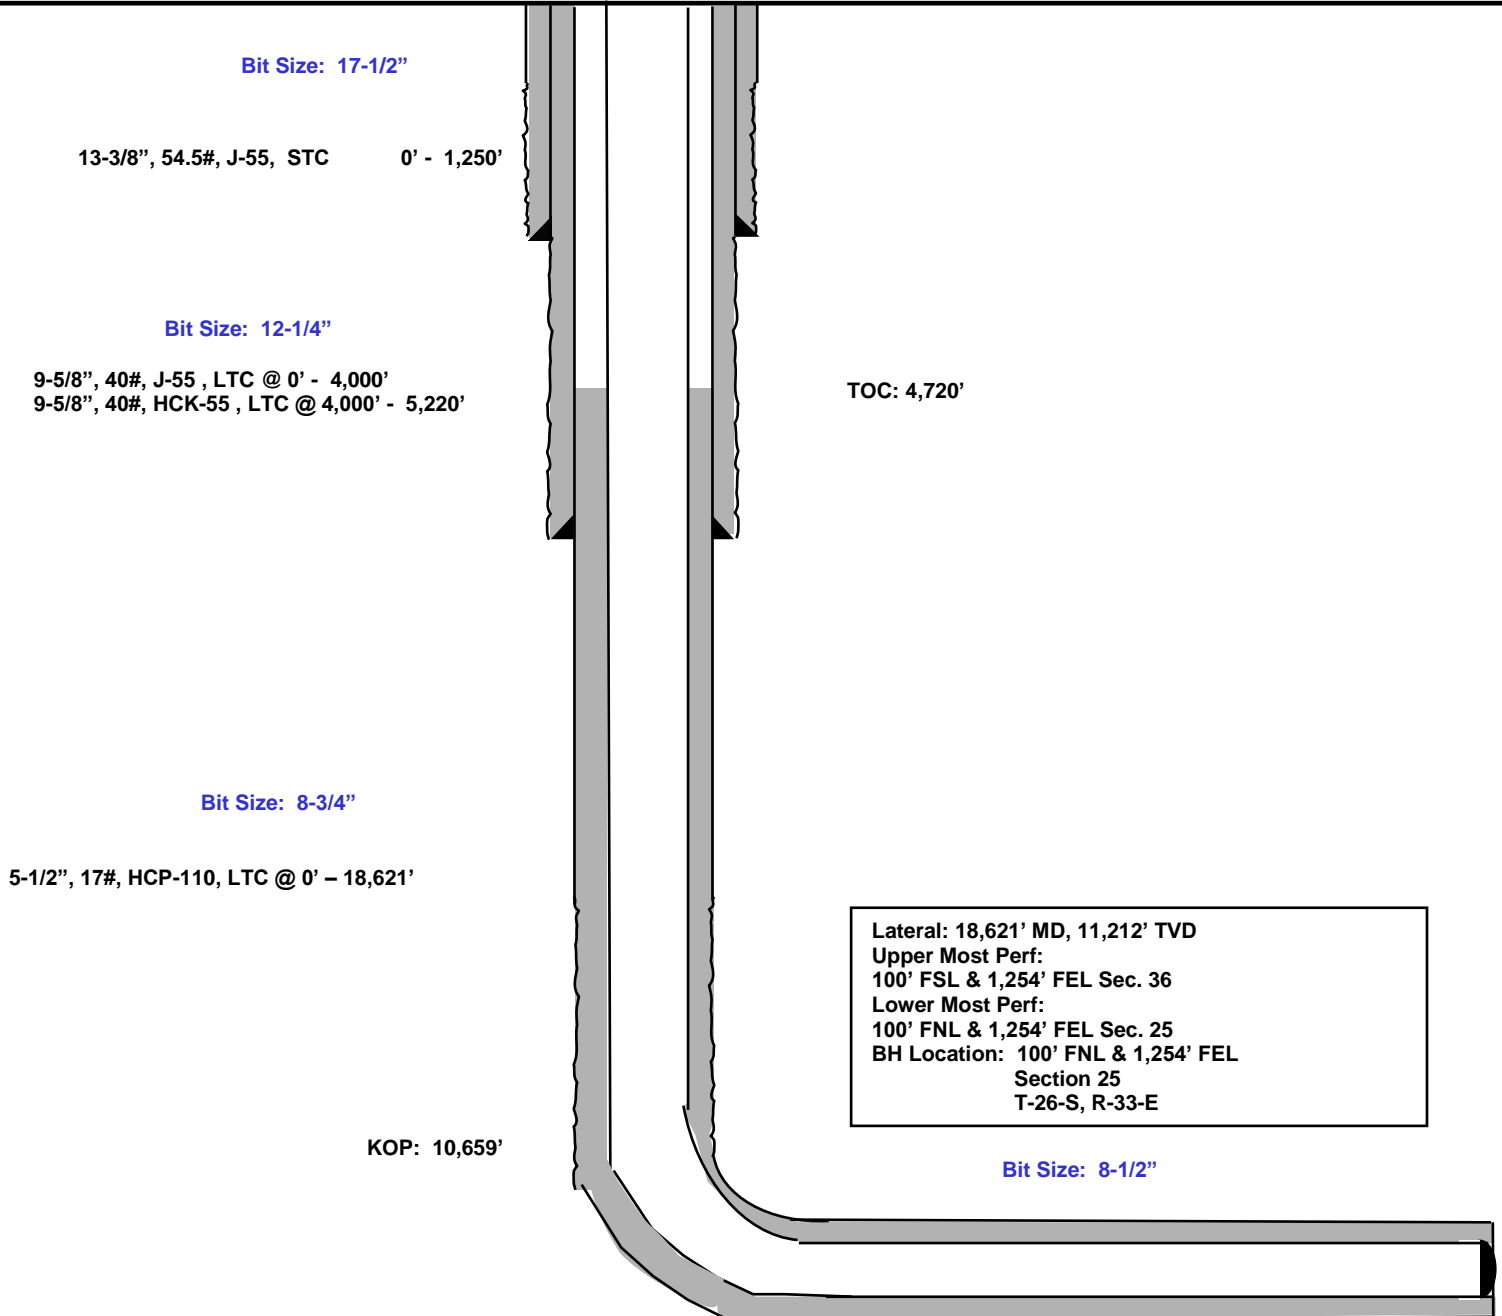 Bit Size: 17-1/2”
13-3/8”, 54.5#, J-55, STC 0’ - 1,250’
Bit Size: 12-1/4”
9-5/8”, 40#, J-55 , LTC @ 0’ - 4,000’
9-5/8”, 40#, HCK-55 , LTC @ 4,000’ - 5,220’
TOC: 4,720’
Bit Size: 8-3/4”
5-1/2”, 17#, HCP-110, LTC @ 0’ – 18,621’
Lateral: 18,621’ MD, 11,212’ TVD
Upper Most Perf:
100’ FSL & 1,254’ FEL Sec. 36
Lower Most Perf:
100’ FNL & 1,254’ FEL Sec. 25
BH Location: 100’ FNL & 1,254’ FEL
Section 25
T-26-S, R-33-E
KOP: 10,659’
Bit Size: 8-1/2”